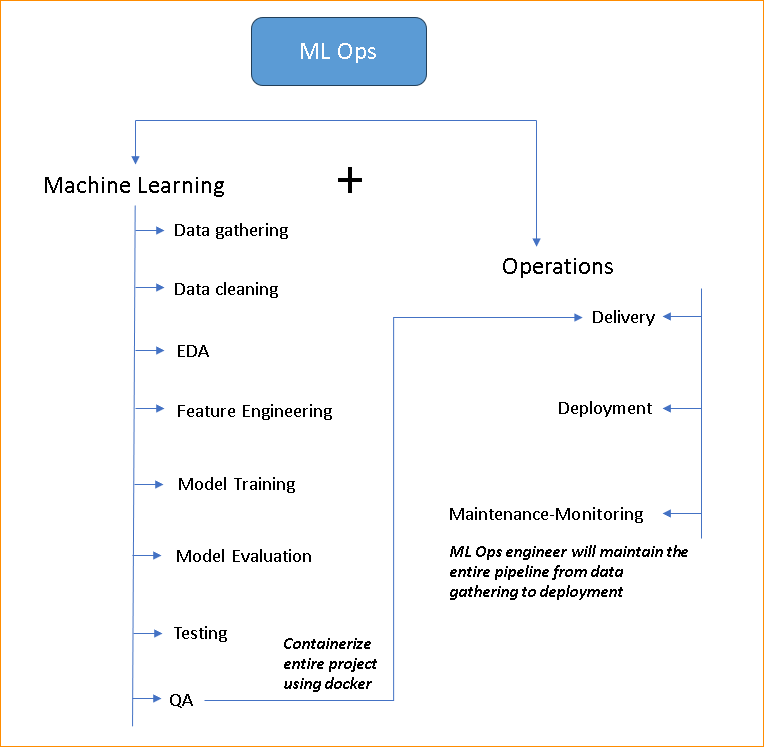 ML Ops
Machine Learning
+
Data gathering
Data cleaning
EDA
Feature Engineering
Model Training
Model Evaluation
Testing
QA
Containerize
entire project
using docker
Operations
Delivery
Deployment
Maintenance-Monitoring
ML Ops engineer will maintain the
entire pipeline from data
gathering to deployment